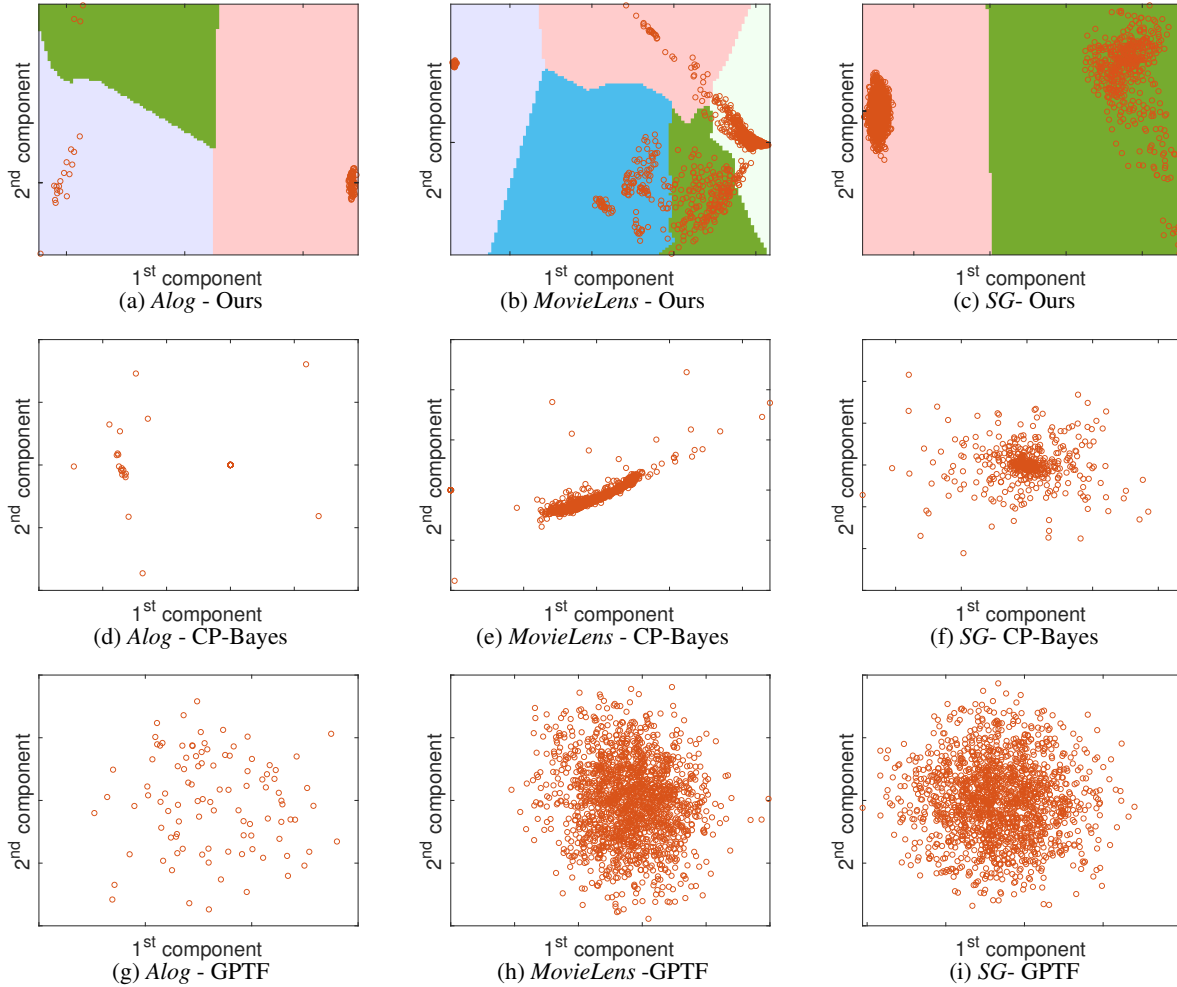 2nd component
2nd component
2nd component
1st component
1st component
1st component
(a) Alog - Ours
(b) MovieLens - Ours
(c) SG- Ours
2nd component
2nd component
2nd component
1st component
1st component
1st component
(d) Alog - CP-Bayes
(e) MovieLens - CP-Bayes
(f) SG- CP-Bayes
2nd component
2nd component
2nd component
1st component
1st component
1st component
(g) Alog - GPTF
(h) MovieLens -GPTF
(i) SG- GPTF